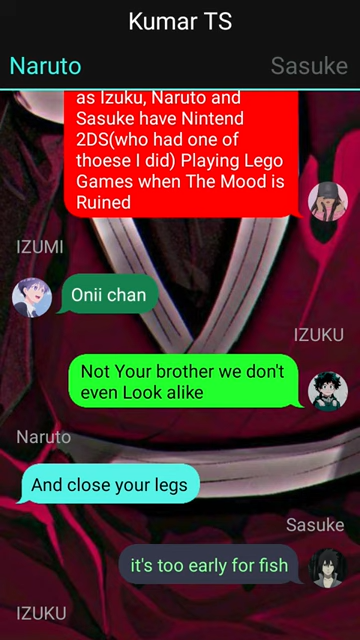 Kumar TS
Naruto Sasuke
as Izuku, Naruto and
Sasuke have Nintend
2DS(who had one of
thoese I did) Playing Lego
Games when The Mood is
Ruined
IZUMI
Onii chan
IZUKU
Not Your brother we don't
even Look alike
Naruto
And close your legs
Sasuke
it's too early for fish
IZUKU